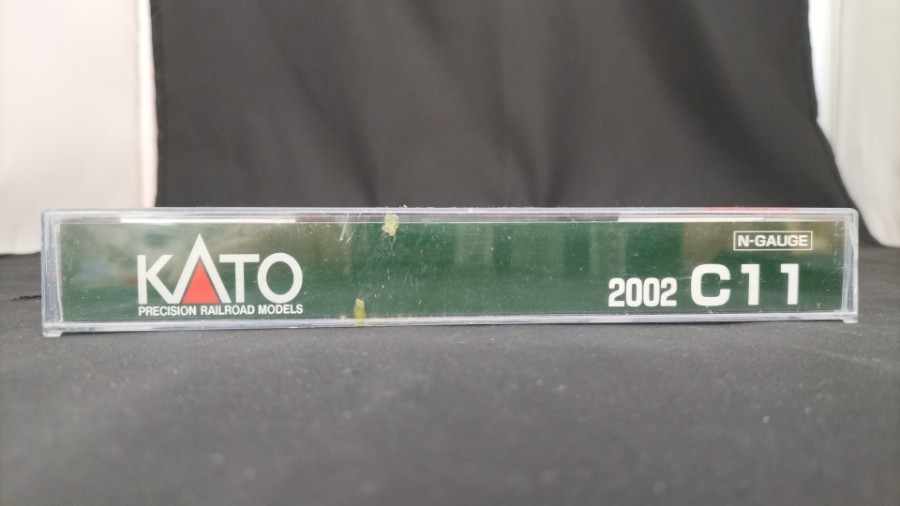 KATO
PRECISION RAILROAD MODELS
N-GAUGE
2002 C11